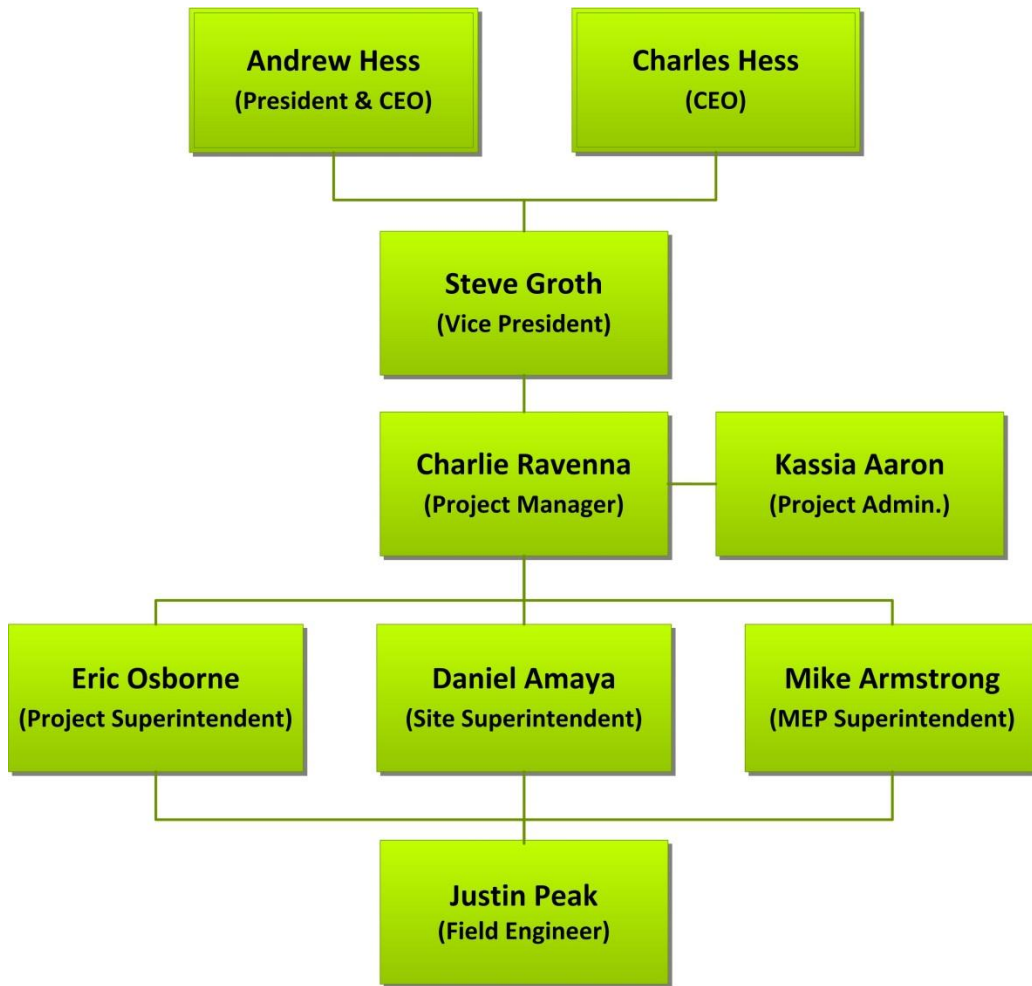 Andrew Hess
(President & CEO)
Charles Hess
(CEO)
Steve Groth
(Vice President)
Charlie Ravenna
(Project Manager)
Kassia Aaron
(Project Admin.)
Eric Osborne
(Project Superintendent)
Daniel Amaya
(Site Superintendent)
Mike Armstrong
(MEP Superintendent)
Justin Peak
(Field Engineer)